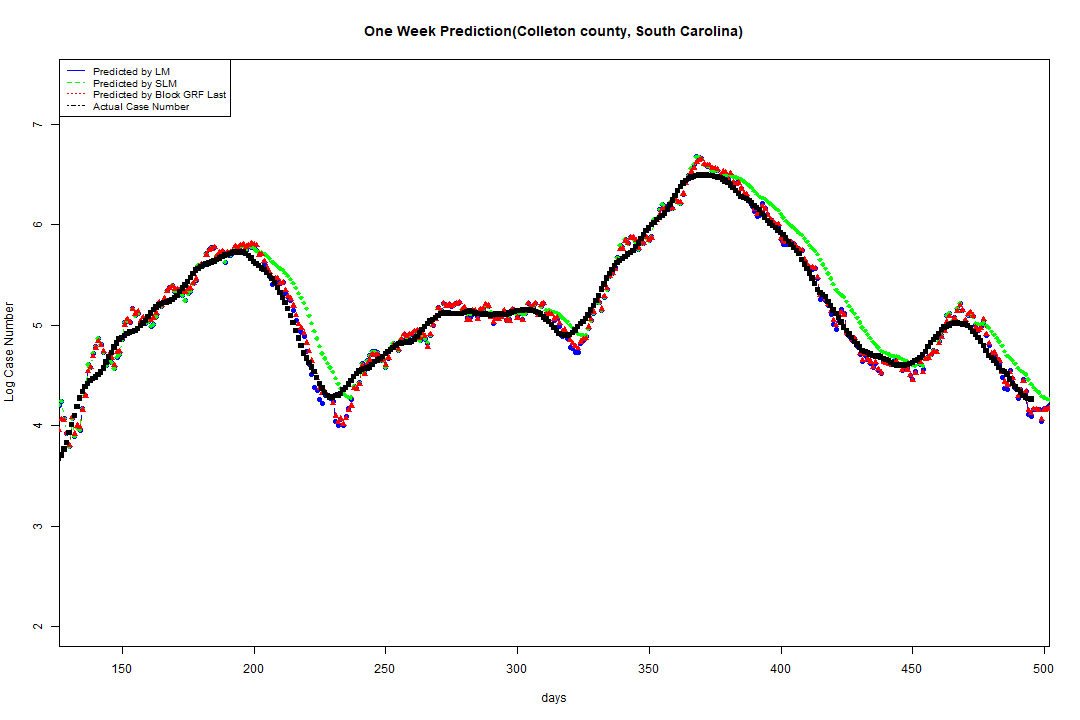 One Week Prediction(Colleton county, South Carolina)
Predicted by LM
Predicted by SLM
Predicted by Block GRF Last
Actual Case Number
7
6
5
4
3
2
Log Case Number
150 200 250 300 350 400 450 500
days